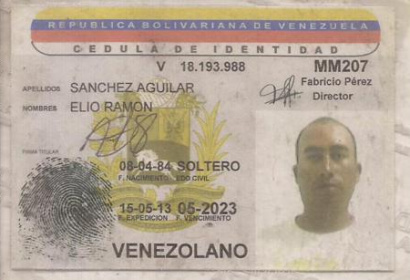 REPUBLICA BOLIVARIANA DE VENEZUELA
CEDULA DE IDENTIDAD
V 18.193.988
MM207
Fabricio Pérez
Director
APELLIDOS SANCHEZ AGUILAR
NOMBRES ELIO RAMON
FIRMA TITULAR
08-04-84 SOLTERO
F. NACIMIENTO EDO CIVIL
15-05-13 05-2023
F. EXPEDICION F. VENCIMIENTO
VENEZOLANO